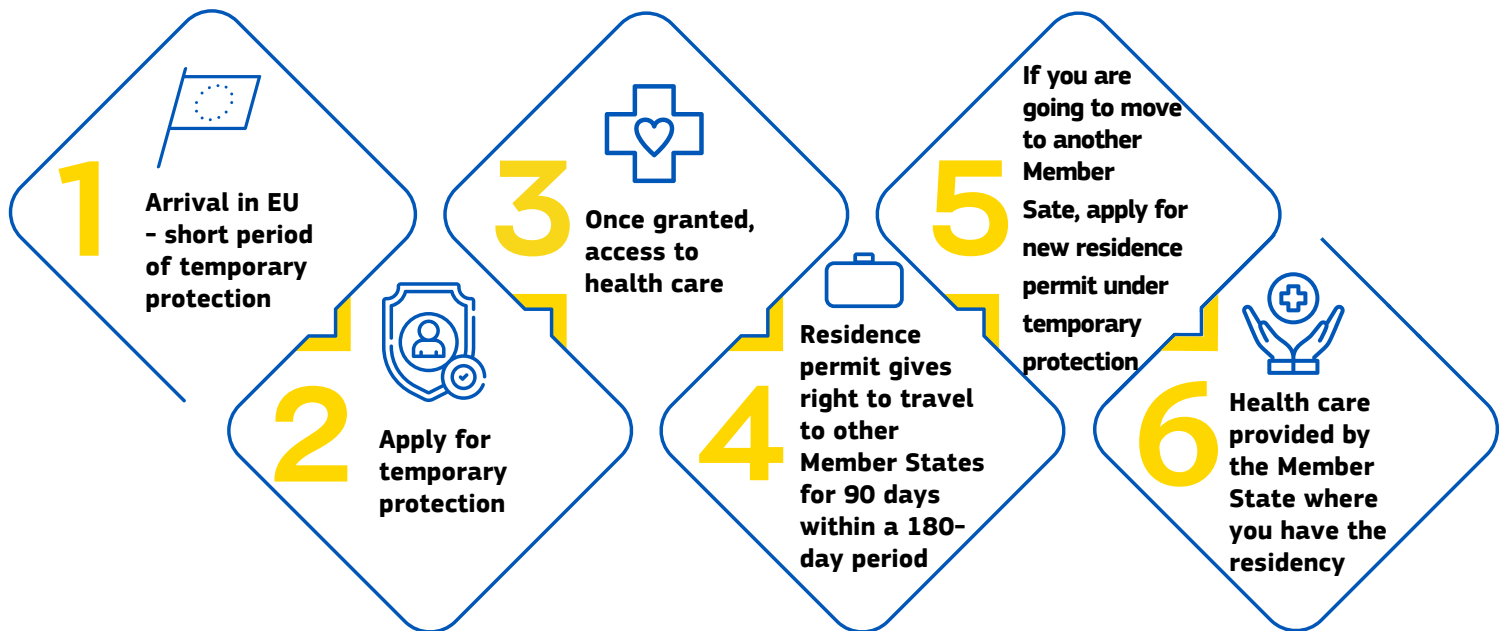 1
Arrival in EU
– short period
of temporary
protection
2
Apply for
temporary
protection
3
Once granted,
access to
health care
4
Residence
permit gives
right to travel
to other
Member States
for 90 days
within a 180-
day period
5
If you are
going to move
to another
Member
Sate, apply for
new residence
permit under
temporary
protection
6
Health care
provided by
the Member
State where
you have the
residency